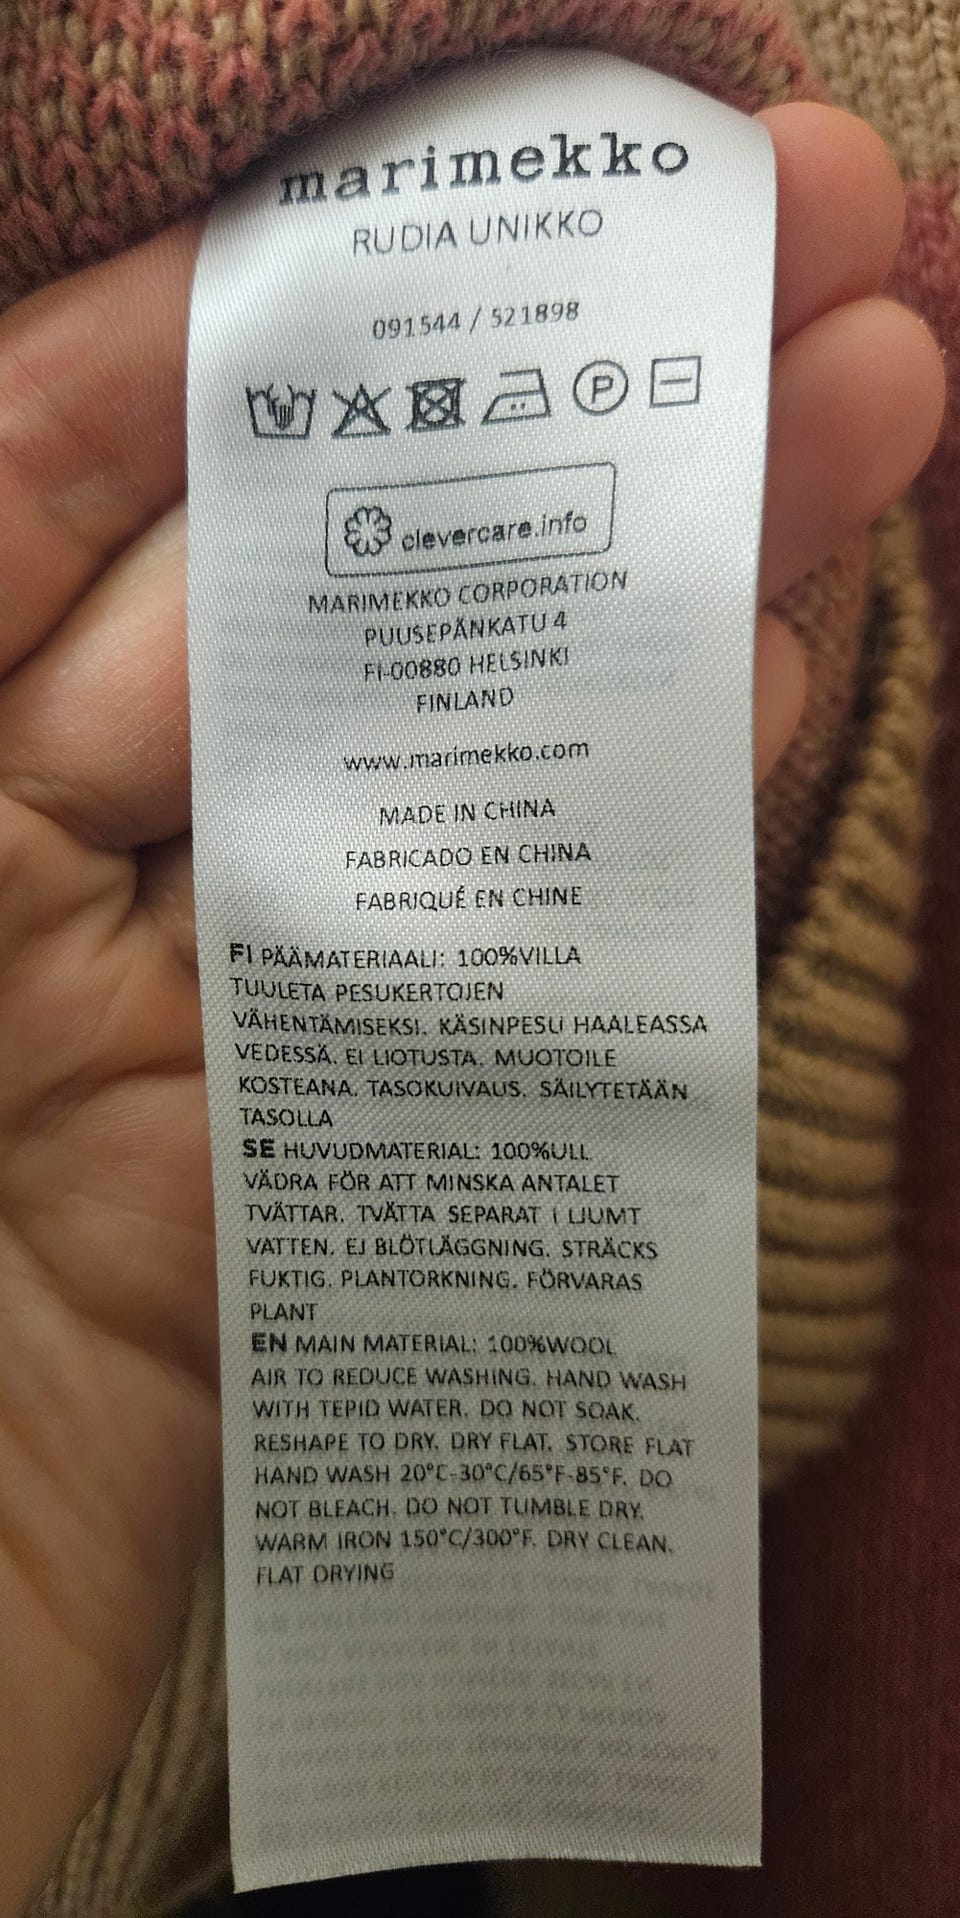 marimekko
RUDIA UNIKKO
091544 / 521898
P
clevercare.info
MARIMEKKO CORPORATION
PUUSEPÄNKATU 4
FI-00880 HELSINKI
FINLAND
www.marimekko.com
MADE IN CHINA
FABRICADO EN CHINA
FABRIQUÉ EN CHINE
FI PÄÄMATERIAALI: 100%VILLA
TUULETA PESUKERTOJEN
VÄHENTÄMISEKSI. KÄSINPESU HAALEASSA
VEDESSÄ. EI LIOTUSTA. MUOTOILE
KOSTEANA. TASOKUIVAUS. SÄILYTETÄÄN
TASOLLA
SE HUVUDMATERIAL: 100%ULL
VÄDRA FÖR ATT MINSKA ANTALET
TVÄTTAR. TVÄTTA SEPARAT I LJUMT
VATTEN. EJ BLÖTLÄGGNING. STRÄCKS
FUKTIG. PLANTORKNING. FÖRVARAS
PLANT
EN MAIN MATERIAL: 100%WOOL
AIR TO REDUCE WASHING. HAND WASH
WITH TEPID WATER. DO NOT SOAK.
RESHAPE TO DRY. DRY FLAT. STORE FLAT
HAND WASH 20°C-30°C/65°F-85°F. DO
NOT BLEACH. DO NOT TUMBLE DRY.
WARM IRON 150°C/300°F. DRY CLEAN.
FLAT DRYING